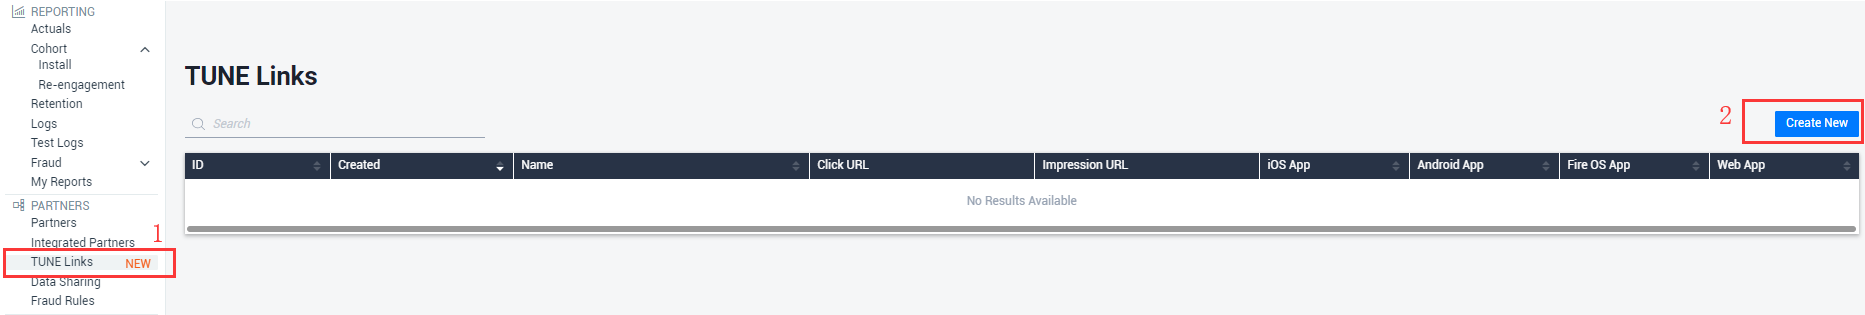 REPORTING
Actuals
Cohort
Install
Re-engagement
Retention
Logs
Test Logs
Fraud
My Reports
PARTNERS
Partners
Integrated Partners
1
TUNE Links NEW
Data Sharing
Fraud Rules
TUNE Links
Search
2
Create New
ID Created Name Click URL Impression URL iOS App Android App Fire OS App Web App
No Results Available